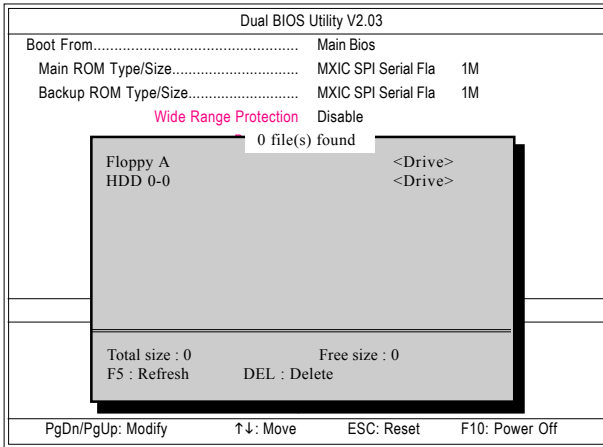 Dual BIOS Utility V2.03
Boot From................................................ Main Bios
Main ROM Type/Size.............................. MXIC SPI Serial Fla 1M
Backup ROM Type/Size.......................... MXIC SPI Serial Fla 1M
Wide Range Protection Disable
0 file(s) found
Floppy A <Drive>
HDD 0-0 <Drive>
Total size : 0 Free size : 0
F5 : Refresh DEL : Delete
PgDn/PgUp: Modify ↑↓: Move ESC: Reset F10: Power Off